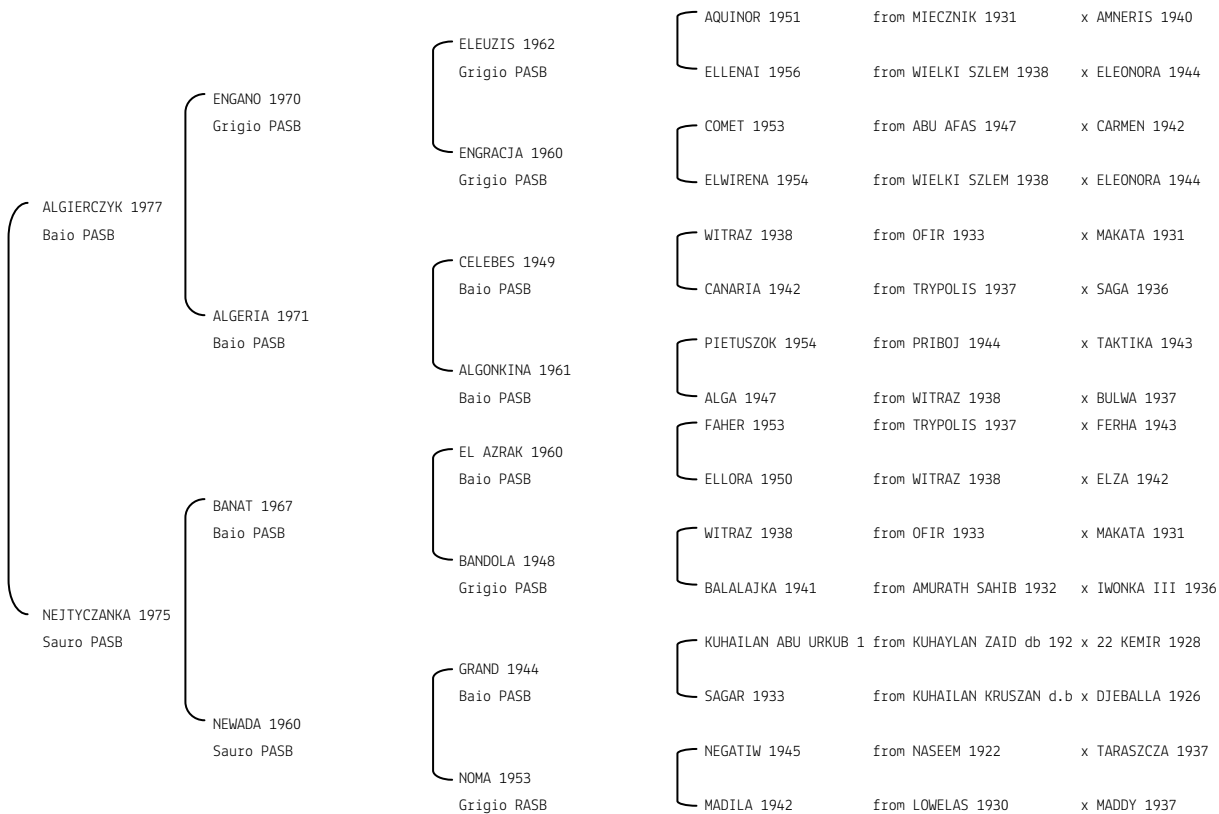 AQUINOR 1951 from MIECZNIK 1931 x AMNERIS 1940
ELEUZIS 1962
Grigio PASB
ELLENAI 1956 from WIELKI SZLEM 1938 x ELEONORA 1944
ENGANO 1970
Grigio PASB
COMET 1953 from ABU AFAS 1947 x CARMEN 1942
ENGRACJA 1960
Grigio PASB
ELWIRENA 1954 from WIELKI SZLEM 1938 x ELEONORA 1944
ALGIERCZYK 1977
Baio PASB
WITRAZ 1938 from OFIR 1933 x MAKATA 1931
CELEBES 1949
Baio PASB
CANARIA 1942 from TRYPOLIS 1937 x SAGA 1936
ALGERIA 1971
Baio PASB
PIETUSZOK 1954 from PRIBOJ 1944 x TAKTIKA 1943
ALGONKINA 1961
Baio PASB
ALGA 1947 from WITRAZ 1938 x BULWA 1937
FAHER 1953 from TRYPOLIS 1937 x FERHA 1943
EL AZRAK 1960
Baio PASB
ELLORA 1950 from WITRAZ 1938 x ELZA 1942
BANAT 1967
Baio PASB
WITRAZ 1938 from OFIR 1933 x MAKATA 1931
BANDOLA 1948
Grigio PASB
BALALAJKA 1941 from AMURATH SAHIB 1932 x IWONKA III 1936
NEJTYCZANKA 1975
Sauro PASB
KUHAILAN ABU URKUB 1 from KUHAYLAN ZAID db 192 x 22 KEMIR 1928
GRAND 1944
Baio PASB
SAGAR 1933 from KUHAILAN KRUSZAN d.b x DJEBALLA 1926
NEWADA 1960
Sauro PASB
NEGATIW 1945 from NASEEM 1922 x TARASZCZA 1937
NOMA 1953
Grigio RASB
MADILA 1942 from LOWELAS 1930 x MADDY 1937